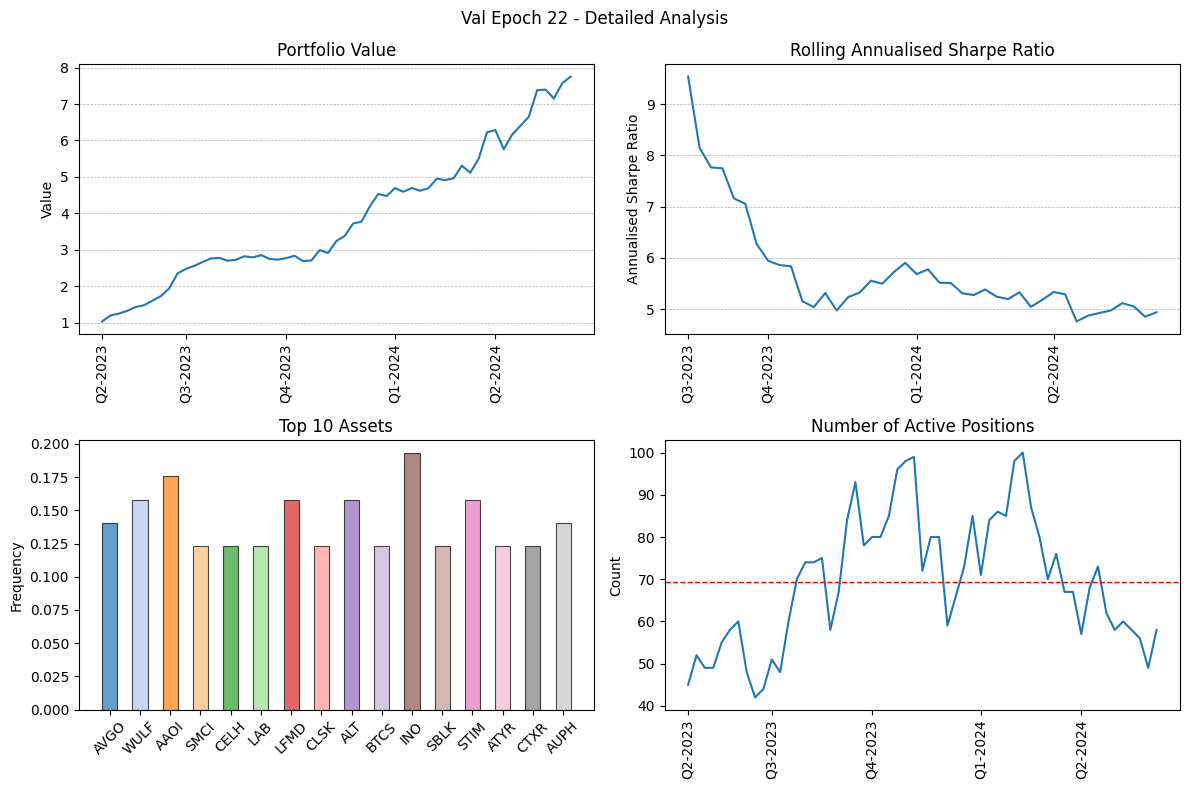 Val Epoch 22 - Detailed Analysis
Portfolio Value
Value
8
7
6
5
4
3
2
1
Q2-2023
Q3-2023
Q4-2023
Q1-2024
Q2-2024
Rolling Annualised Sharpe Ratio
Annualised Sharpe Ratio
9
8
7
6
5
Q3-2023
Q4-2023
Q1-2024
Q2-2024
Top 10 Assets
Frequency
0.200
0.175
0.150
0.125
0.100
0.075
0.050
0.025
0.000
AVGO
WULF
AAOI
SMCI
CELH
LAB
LFMD
CLSK
ALT
BTCS
INO
SBLK
STIM
ATYR
CTXR
AUPH
Number of Active Positions
Count
100
90
80
70
60
50
40
Q2-2023
Q3-2023
Q4-2023
Q1-2024
Q2-2024